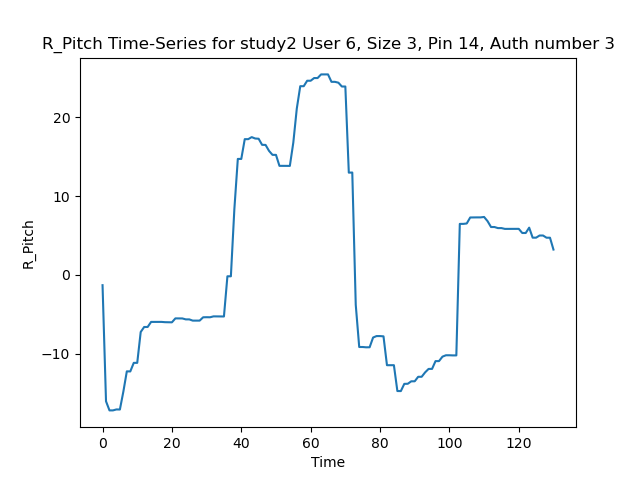 R_Pitch Time-Series for study2 User 6, Size 3, Pin 14, Auth number 3
20
10
0
−10
R_Pitch
0 20 40 60 80 100 120
Time